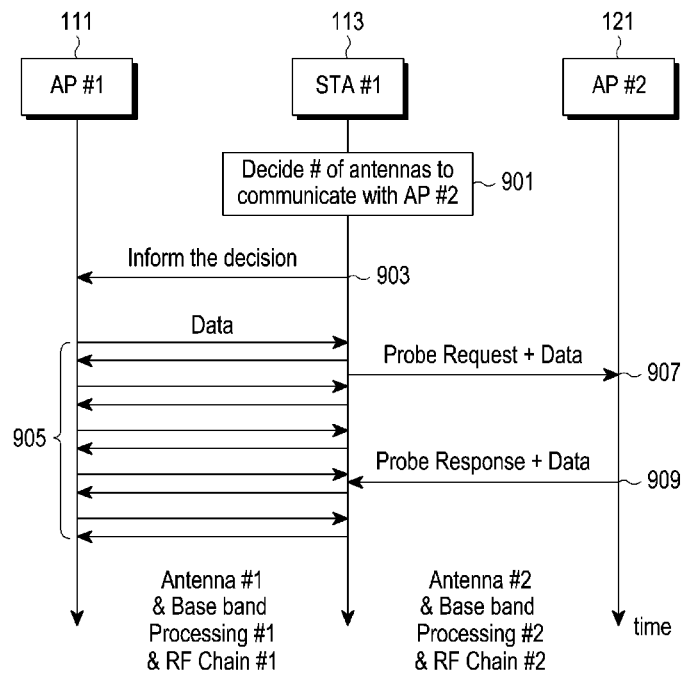 111
113
121
AP #1
STA #1
AP #2
Decide # of antennas to
communicate with AP #2
901
Inform the decision
903
Data
Probe Request + Data
907
905
Probe Response + Data
909
Antenna #1
& Base band
Processing #1
& RF Chain #1
Antenna #2
& Base band
Processing #2
& RF Chain #2
time